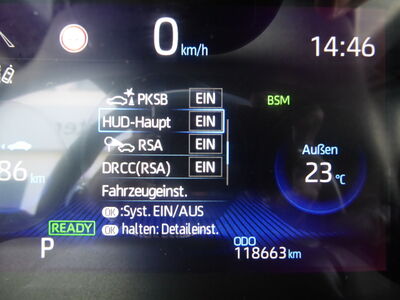 0 km/h
14:46
PKSB EIN
BSM
HUD-Haupt EIN
RSA EIN
Außen
23 °C
86 km
DRCC(RSA) EIN
Fahrzeugeinst.
OK :Syst. EIN/AUS
READY
OK halten: Detaileinst.
P
ODO
118663 km